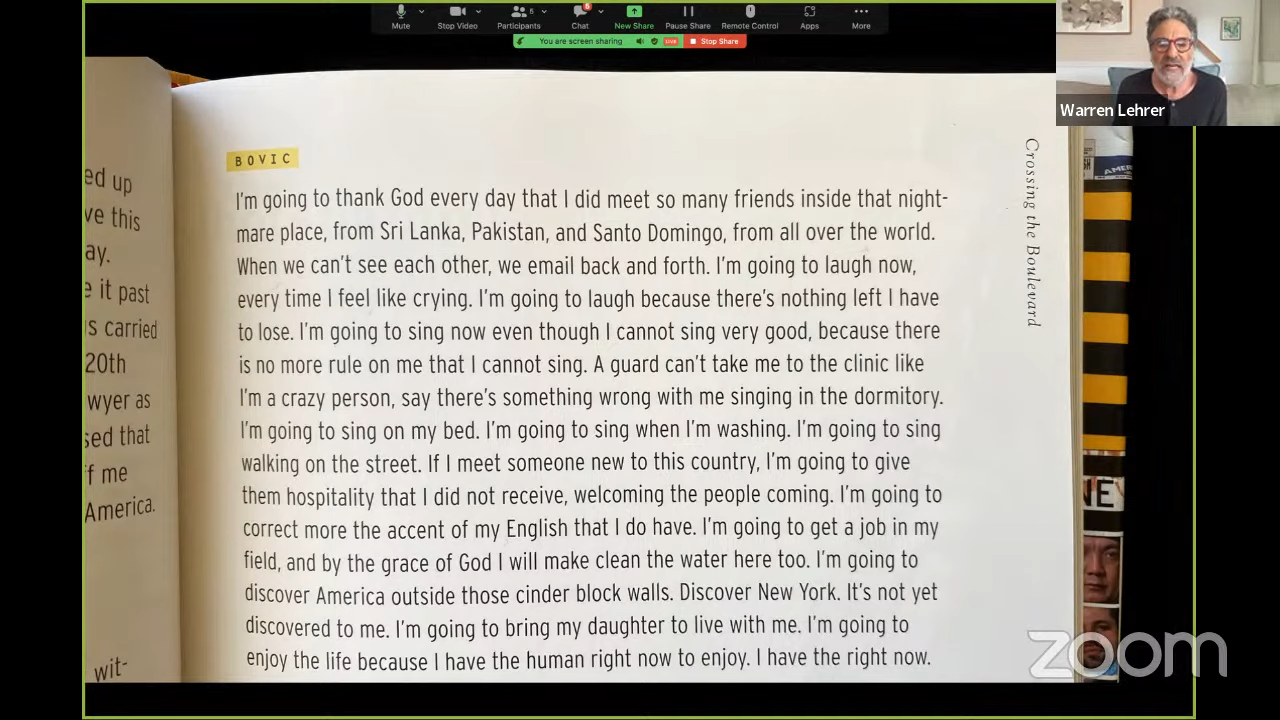 Mute
Stop Video
Participants
6
Chat
6
New Share
Pause Share
Remote Control
Apps
More
You are screen sharing
LIVE
Stop Share
Warren Lehrer
ed up
ve this
ay.
e it past
s carried
20th
wyer as
sed that
f me
America.
wit-
BOVIC
I'm going to thank God every day that I did meet so many friends inside that night-
mare place, from Sri Lanka, Pakistan, and Santo Domingo, from all over the world.
When we can't see each other, we email back and forth. I'm going to laugh now,
every time I feel like crying. I'm going to laugh because there's nothing left I have
to lose. I'm going to sing now even though I cannot sing very good, because there
is no more rule on me that I cannot sing. A guard can't take me to the clinic like
I'm a crazy person, say there's something wrong with me singing in the dormitory.
I'm going to sing on my bed. I'm going to sing when I'm washing. I'm going to sing
walking on the street. If I meet someone new to this country, I'm going to give
them hospitality that I did not receive, welcoming the people coming. I'm going to
correct more the accent of my English that I do have. I'm going to get a job in my
field, and by the grace of God I will make clean the water here too. I'm going to
discover America outside those cinder block walls. Discover New York. It's not yet
discovered to me. I'm going to bring my daughter to live with me. I'm going to
enjoy the life because I have the human right now to enjoy. I have the right now.
Crossing the Boulevard
AME
NE
zoom